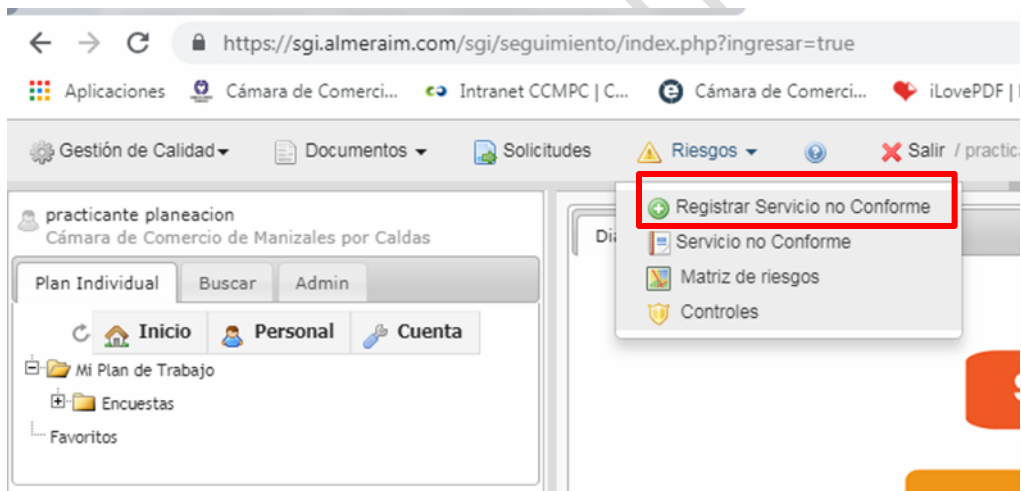 https://sgi.almeraim.com/sgi/seguimiento/index.php?ingresar=true
Aplicaciones Cámara de Comerci... Intranet CCMPC | C... Cámara de Comerci... iLovePDF |
Gestión de Calidad Documentos Solicitudes Riesgos Salir / practic
Registrar Servicio no Conforme
Servicio no Conforme
Matriz de riesgos
Controles
practicante planeacion
Cámara de Comercio de Manizales por Caldas
Plan Individual Buscar Admin
Inicio Personal Cuenta
Mi Plan de Trabajo
Encuestas
Favoritos